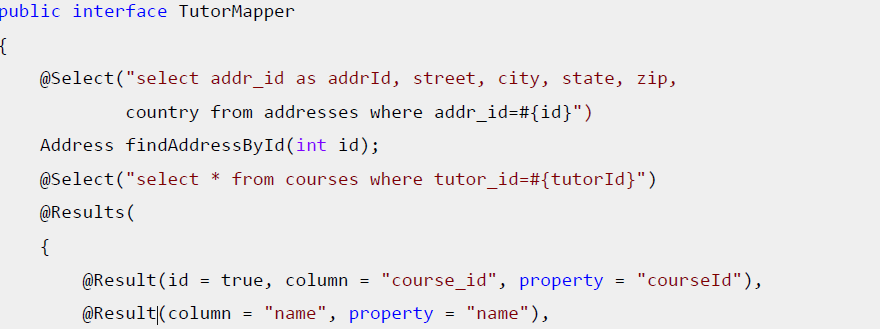 public interface TutorMapper
{
@Select("select addr_id as addrId, street, city, state, zip,
country from addresses where addr_id=#{id}")
Address findAddressById(int id);
@Select("select * from courses where tutor_id=#{tutorId}")
@Results(
{
@Result(id = true, column = "course_id", property = "courseId"),
@Result(column = "name", property = "name"),